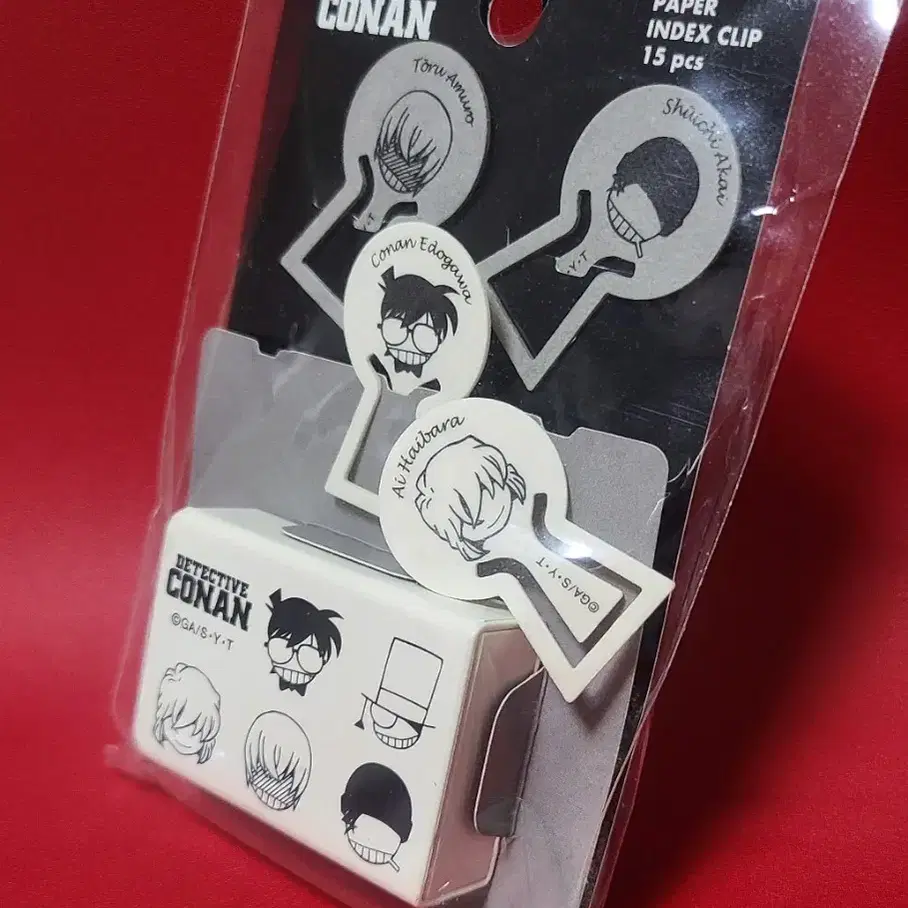 CONAN
PAPER
INDEX CLIP
15 pcs
Tōru Amuro
Shūichi Akai
Y・T
Conan Edogawa
Ai Haibara
©GA/S・Y・T
DETECTIVE
CONAN
©GA/S・Y・T